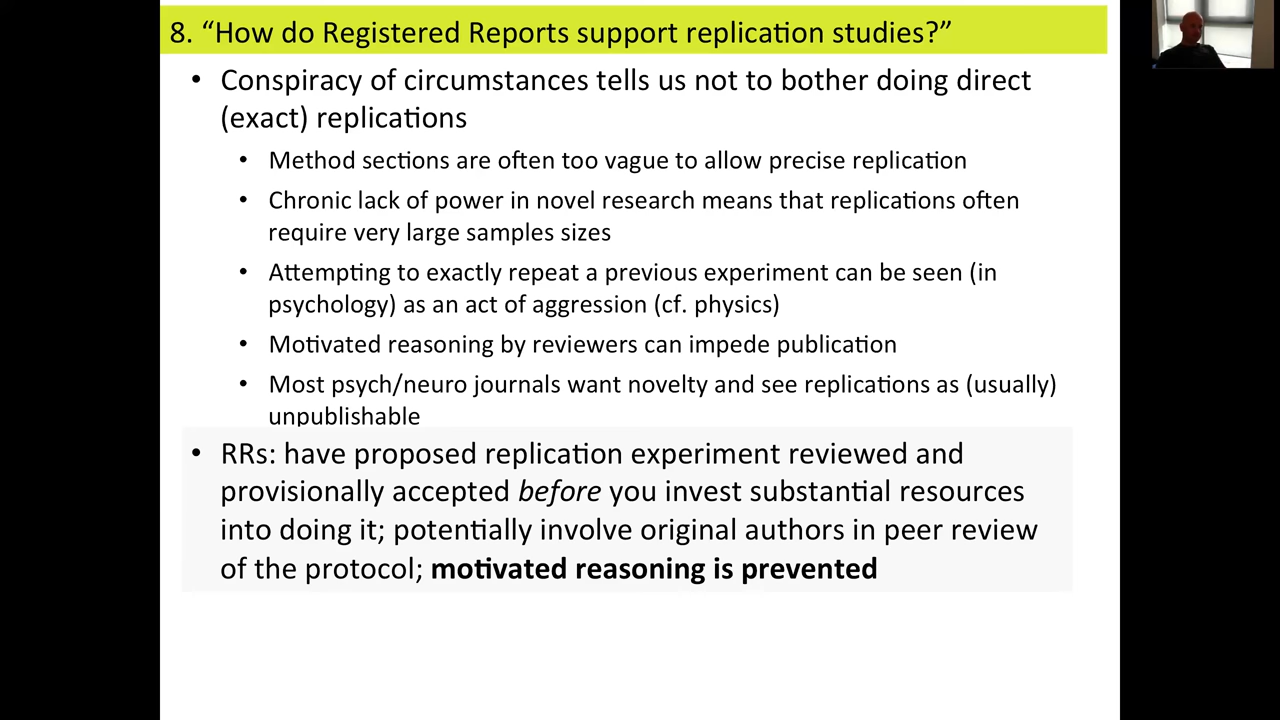 8. “How do Registered Reports support replication studies?”
• Conspiracy of circumstances tells us not to bother doing direct
(exact) replications
• Method sections are often too vague to allow precise replication
• Chronic lack of power in novel research means that replications often
require very large samples sizes
• Attempting to exactly repeat a previous experiment can be seen (in
psychology) as an act of aggression (cf. physics)
• Motivated reasoning by reviewers can impede publication
• Most psych/neuro journals want novelty and see replications as (usually)
unpublishable
• RRs: have proposed replication experiment reviewed and
provisionally accepted before you invest substantial resources
into doing it; potentially involve original authors in peer review
of the protocol; motivated reasoning is prevented